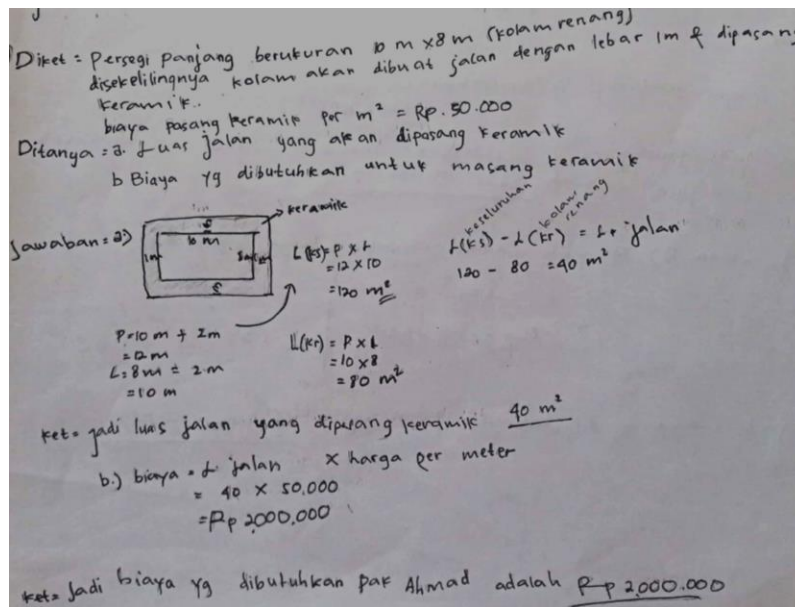 Diket = Persegi panjang berukuran 10 m x8 m (kolam renang)
disekelilingnya kolam akan dibuat jalan dengan lebar 1m & dipasang
keramik..
biaya pasang keramik per m² = Rp. 50.000
Ditanya = a. Luas jalan yang akan dipasang keramik
b Biaya yg dibutuhkan untuk masang keramik
Jawaban = a)
keramik
10 m
1m
8m
L(ks)= P x L
= 12 x 10
= 120 m²
keseluruhan
kolam renang
L(ks) - L(kr) = L. jalan
120 - 80 = 40 m²
P=10 m + 2m
= 12m
L= 8m = 2m
= 10 m
L(kr) = P x L
= 10 x 8
= 80 m²
ket= jadi luas jalan yang dipasang keramik 40 m²
b.) biaya = L. jalan x harga per meter
= 40 x 50.000
= Rp 2000.000
ket= Jadi biaya yg dibutuhkan pak Ahmad adalah Rp 2.000.000